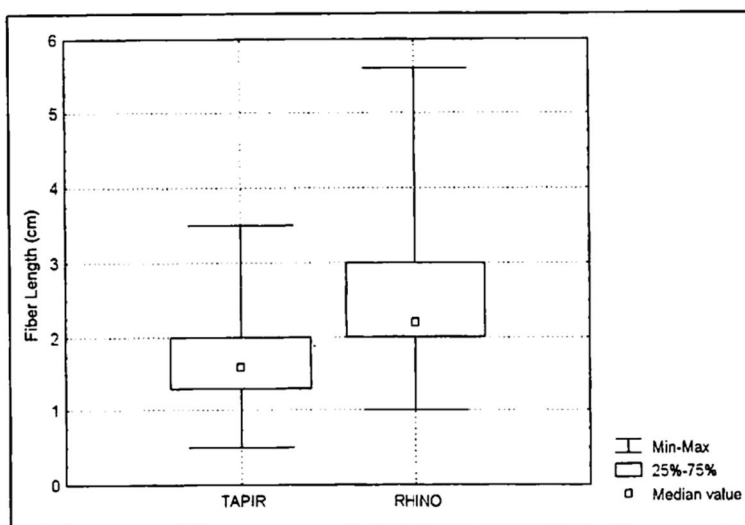 6
5
4
3
2
1
0
Fiber Length (cm)
TAPIR
RHINO
Min-Max
25%-75%
Median value